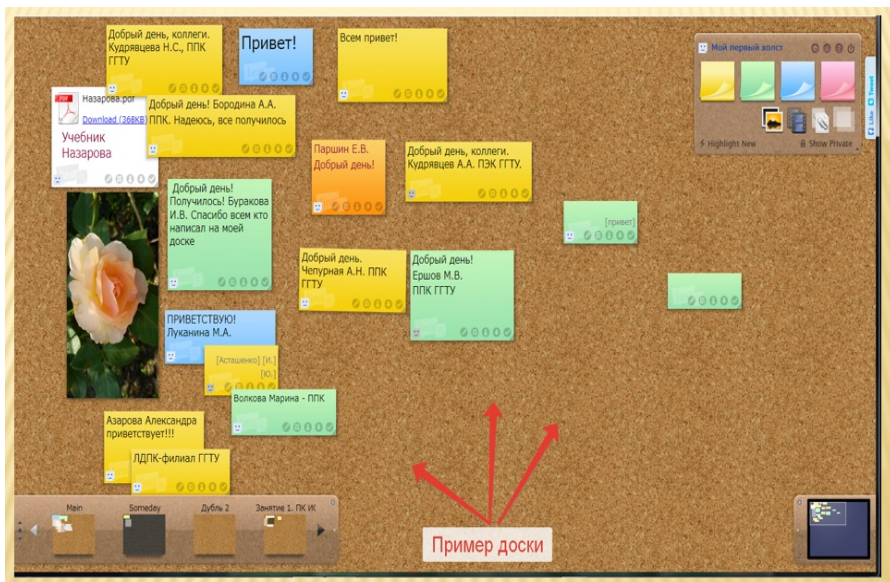 Добрый день, коллеги.
Кудрявцева Н.С., ППК
ГГТУ
Привет!
Всем привет!
Мой первый холст
Like
Tweet
Highlight New
Show Private
PDF
Назарова.pdf
Download (368KB)
Учебник
Назарова
Добрый день! Бородина А.А.
ППК. Надеюсь, все получилось
Паршин Е.В.
Добрый день!
Добрый день, коллеги.
Кудрявцев А.А. ПЭК ГГТУ.
Добрый день!
Получилось! Буракова
И.В. Спасибо всем кто
написал на моей
доске
[привет]
Добрый день.
Чепурная А.Н. ППК
ГГТУ
Добрый день!
Ершов М.В.
ППК ГГТУ
ПРИВЕТСТВУЮ!
Луканина М.А.
[Асташенко] [И.]
[Ю.]
Волкова Марина - ППК
Азарова Александра
приветствует!!!
ЛДПК-филиал ГГТУ
Main
Someday
Дубль 2
Занятие 1. ПК ИС
Пример доски